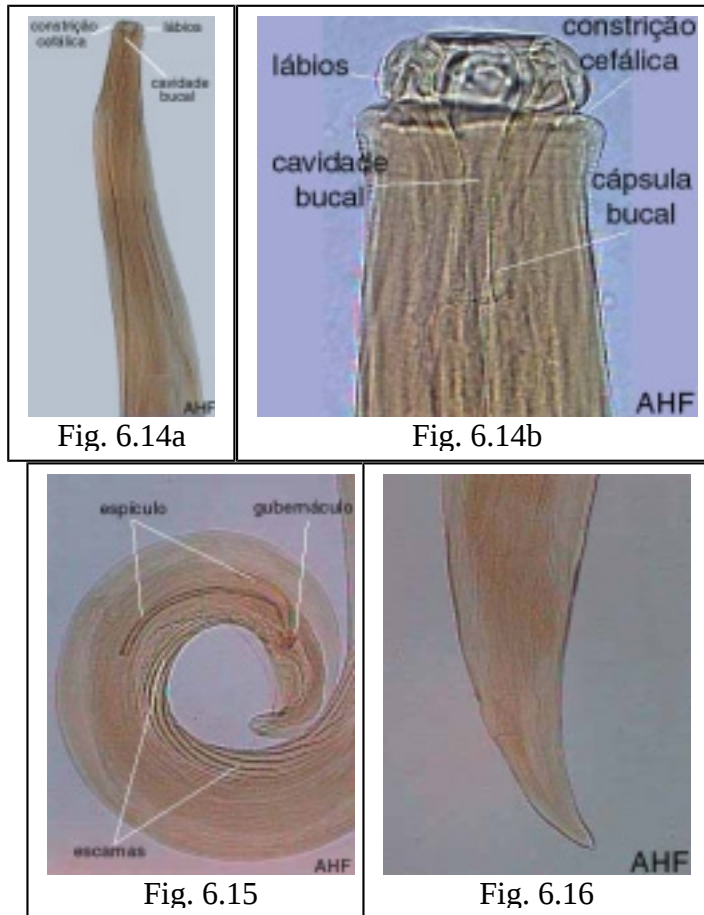 constrição
cefálica
lábios
cavidade
bucal
AHF
Fig. 6.14a
constrição
cefálica
lábios
cavidade
bucal
cápsula
bucal
AHF
Fig. 6.14b
espículo
gubernáculo
escamas
AHF
Fig. 6.15
AHF
Fig. 6.16